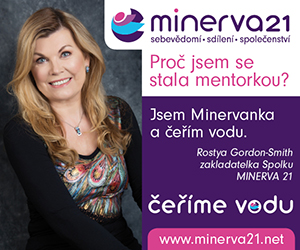 minerva21
sebevědomí • sdílení • společenství
Proč jsem se
stala mentorkou?
Jsem Minervanka
a čeřím vodu.
Rostya Gordon-Smith
zakladatelka Spolku
MINERVA 21
čeříme vodu
www.minerva21.net